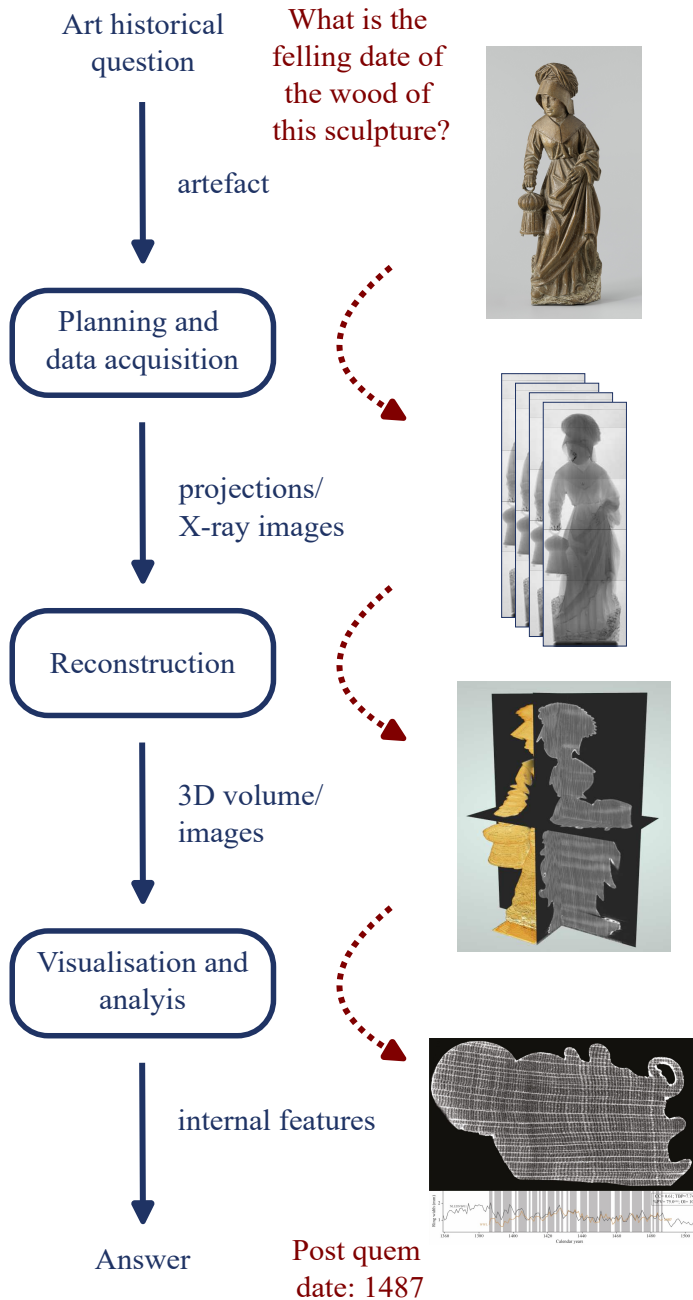 Art historical
question
What is the
felling date of
the wood of
this sculpture?
artefact
Planning and
data acquisition
projections/
X-ray images
Reconstruction
3D volume/
images
Visualisation and
analyis
internal features
Calendar years
Answer
Post quem
date: 1487